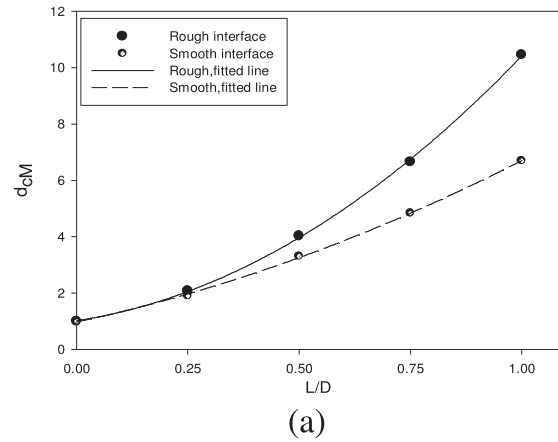 12
10
8
6
4
2
0
dcM
Rough interface
Smooth interface
Rough,fitted line
Smooth,fitted line
0.00 0.25 0.50 0.75 1.00
L/D
(a)